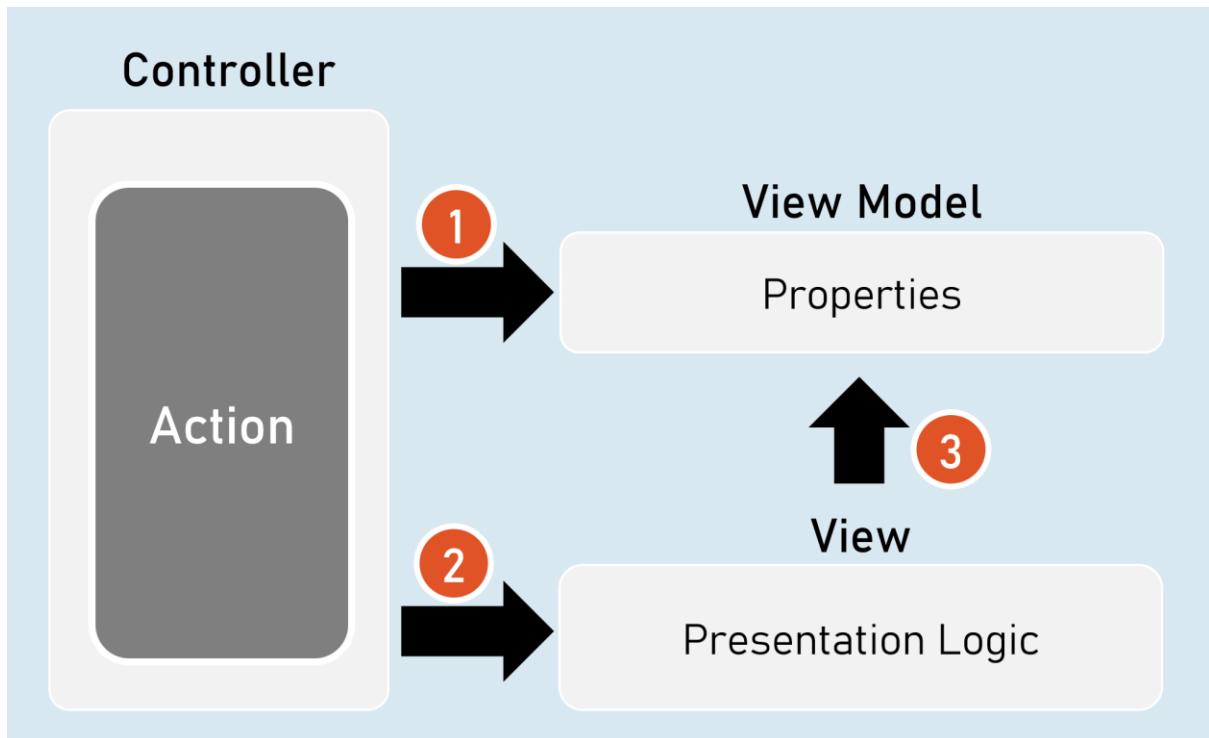 Controller
Action
1
View Model
Properties
2
3
View
Presentation Logic